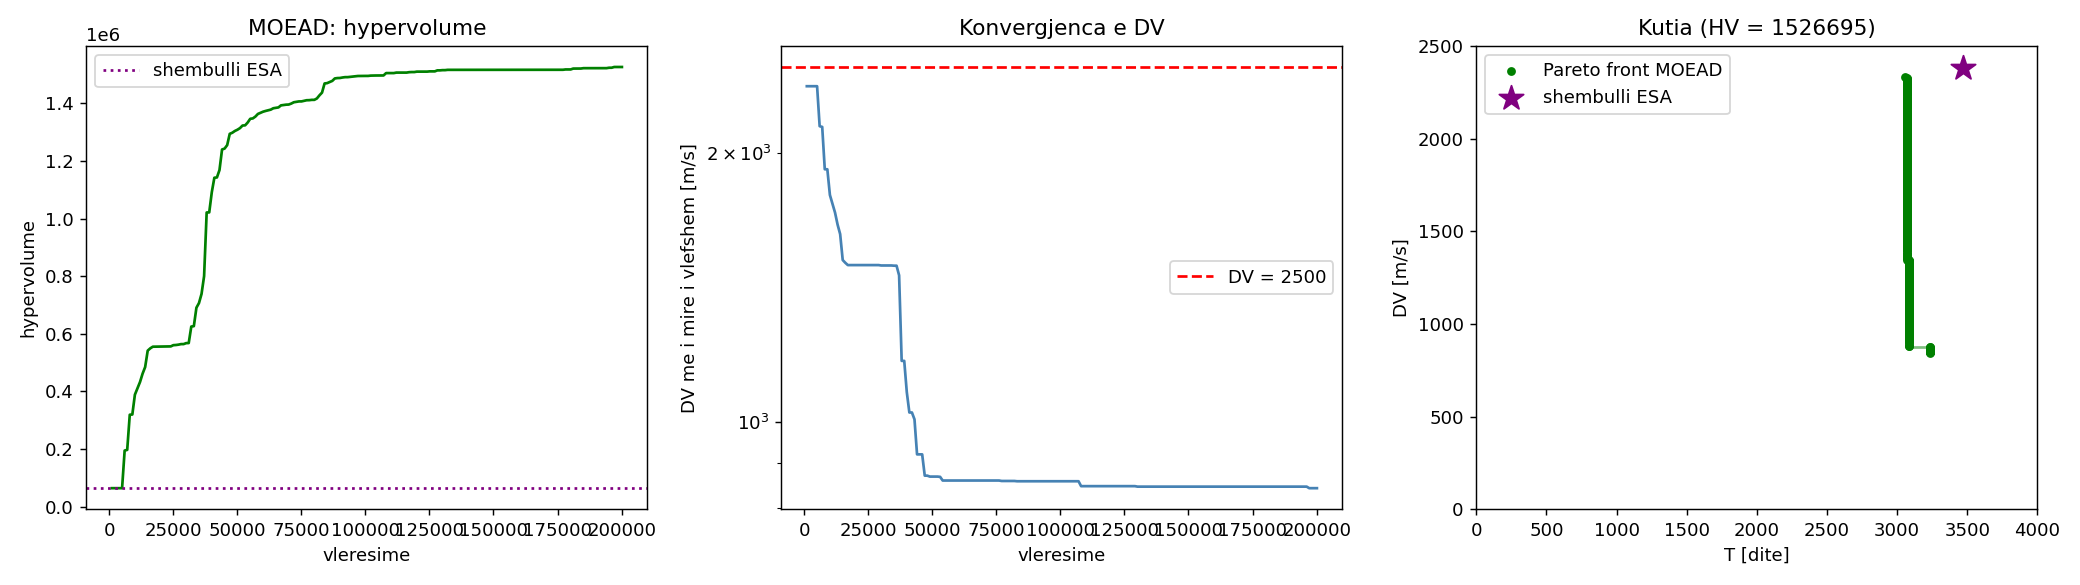 MOEAD: hypervolume
1e6
shembulli ESA
1.4
1.2
1.0
0.8
0.6
0.4
0.2
0.0
hypervolume
0 25000 50000 75000 100000 125000 150000 175000 200000
vleresime
Konvergjenca e DV
2 × 10³
10³
DV me i mire i vlefshem [m/s]
DV = 2500
0 25000 50000 75000 100000 125000 150000 175000 200000
vleresime
Kutia (HV = 1526695)
Pareto front MOEAD
shembulli ESA
2500
2000
1500
1000
500
0
DV [m/s]
0 500 1000 1500 2000 2500 3000 3500 4000
T [dite]